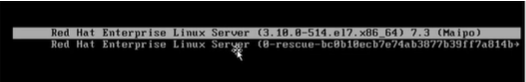 Red Hat Enterprise Linux Server (3.10.0-514.el7.x86_64) 7.3 (Maipo)
Red Hat Enterprise Linux Server (0-rescue-bc0b10ecb7e74ab3877b39ff7a814b→